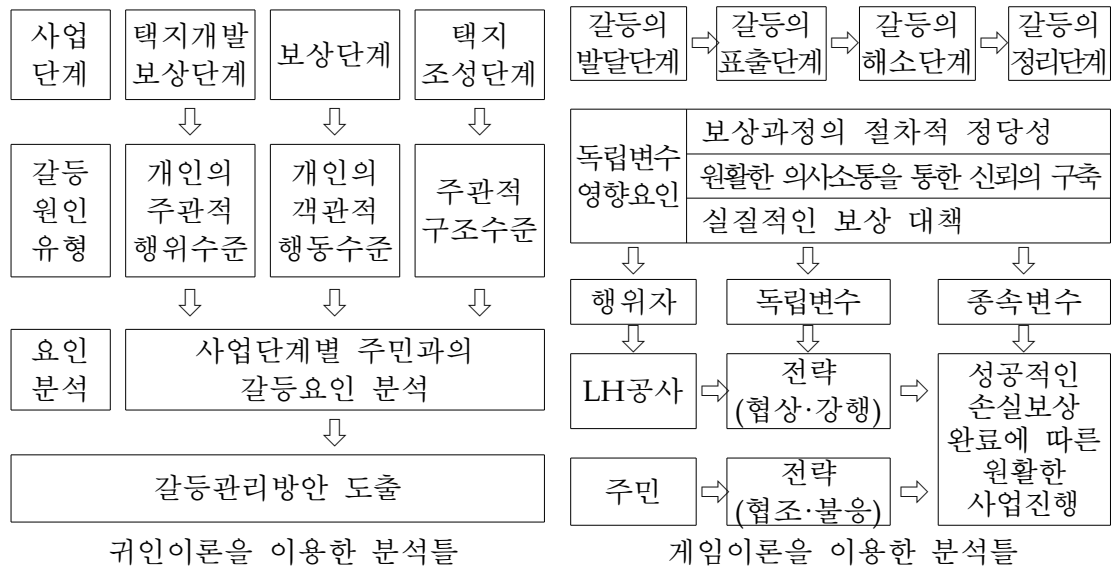 사업
단계
택지개발
보상단계
보상단계
택지
조성단계
갈등
원인
유형
개인의
주관적
행위수준
개인의
객관적
행동수준
주관적
구조수준
요인
분석
사업단계별 주민과의
갈등요인 분석
갈등관리방안 도출
귀인이론을 이용한 분석틀
갈등의
발달단계
갈등의
표출단계
갈등의
해소단계
갈등의
정리단계
독립변수
영향요인
보상과정의 절차적 정당성
원활한 의사소통을 통한 신뢰의 구축
실질적인 보상 대책
행위자
독립변수
종속변수
LH공사
전략
(협상·강행)
성공적인
손실보상
완료에 따른
원활한
사업진행
주민
전략
(협조·불응)
게임이론을 이용한 분석틀